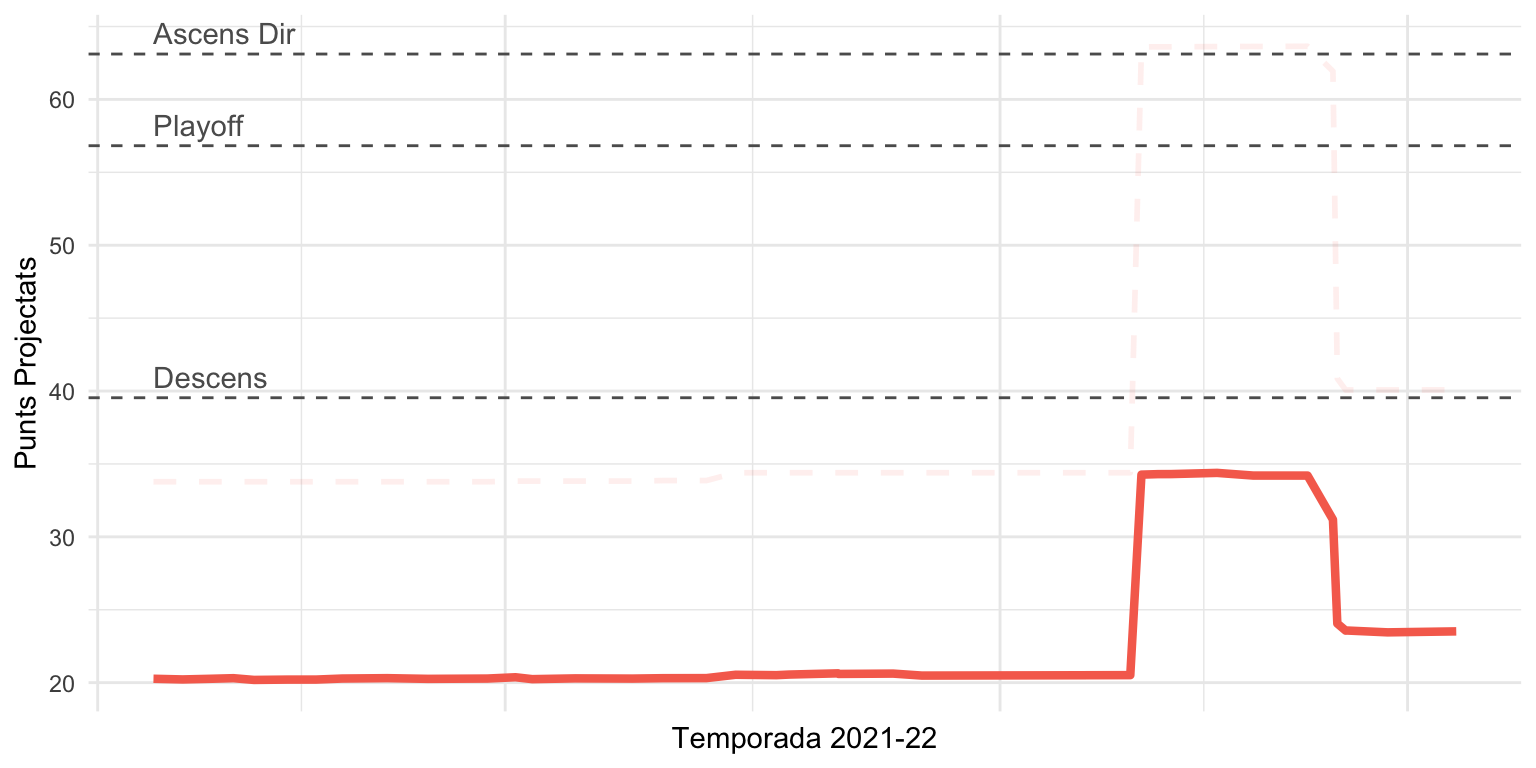 Ascens Dir
60
Playoff
50
Punts Projectats
Descens
40
30
20
Temporada 2021-22